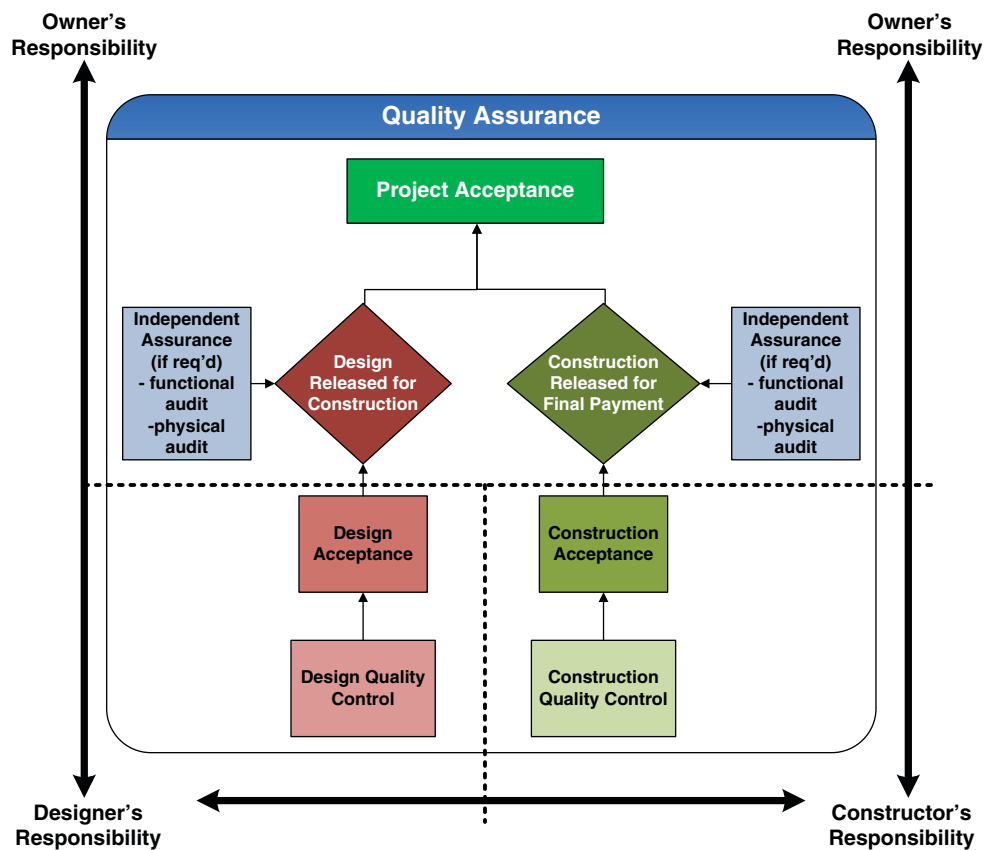 Owner’s
Responsibility
Owner’s
Responsibility
Quality Assurance
Project Acceptance
Independent
Assurance
(if req’d)
- functional
audit
-physical
audit
Design
Released for
Construction
Construction
Released for
Final Payment
Independent
Assurance
(if req’d)
- functional
audit
-physical
audit
Design
Acceptance
Construction
Acceptance
Design Quality
Control
Construction
Quality Control
Designer’s
Responsibility
Constructor’s
Responsibility